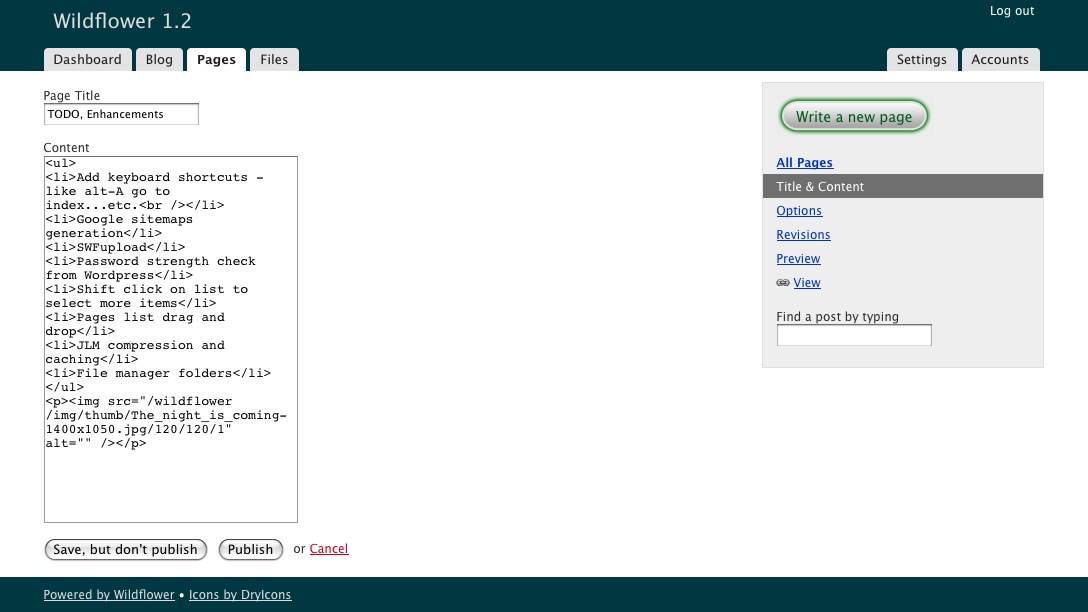 Wildflower 1.2
Log out
Dashboard
Blog
Pages
Files
Settings
Accounts
Page Title
TODO, Enhancements
Content
<ul>
<li>Add keyboard shortcuts -
like alt-A go to
index...etc.<br /></li>
<li>Google sitemaps
generation</li>
<li>SWFupload</li>
<li>Password strength check
from Wordpress</li>
<li>Shift click on list to
select more items</li>
<li>Pages list drag and
drop</li>
<li>JLM compression and
caching</li>
<li>File manager folders</li>
</ul>
<p><img src="/wildflower
/img/thumb/The_night_is_coming-
1400x1050.jpg/120/120/1"
alt="" /></p>
Save, but don't publish
Publish
or Cancel
Write a new page
All Pages
Title & Content
Options
Revisions
Preview
View
Find a post by typing
Powered by Wildflower • Icons by DryIcons